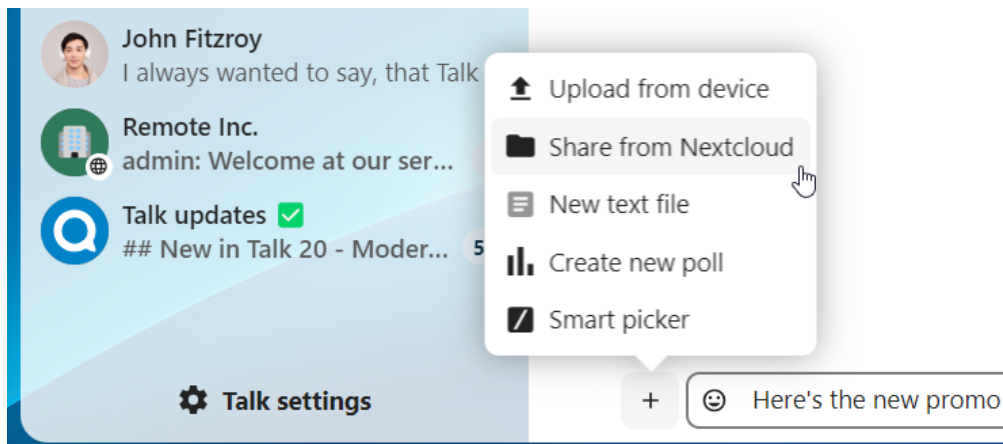 John Fitzroy
I always wanted to say, that Talk
Remote Inc.
admin: Welcome at our ser...
Talk updates ✅
## New in Talk 20 - Moder... 5
Talk settings
Upload from device
Share from Nextcloud
New text file
Create new poll
Smart picker
Here's the new promo